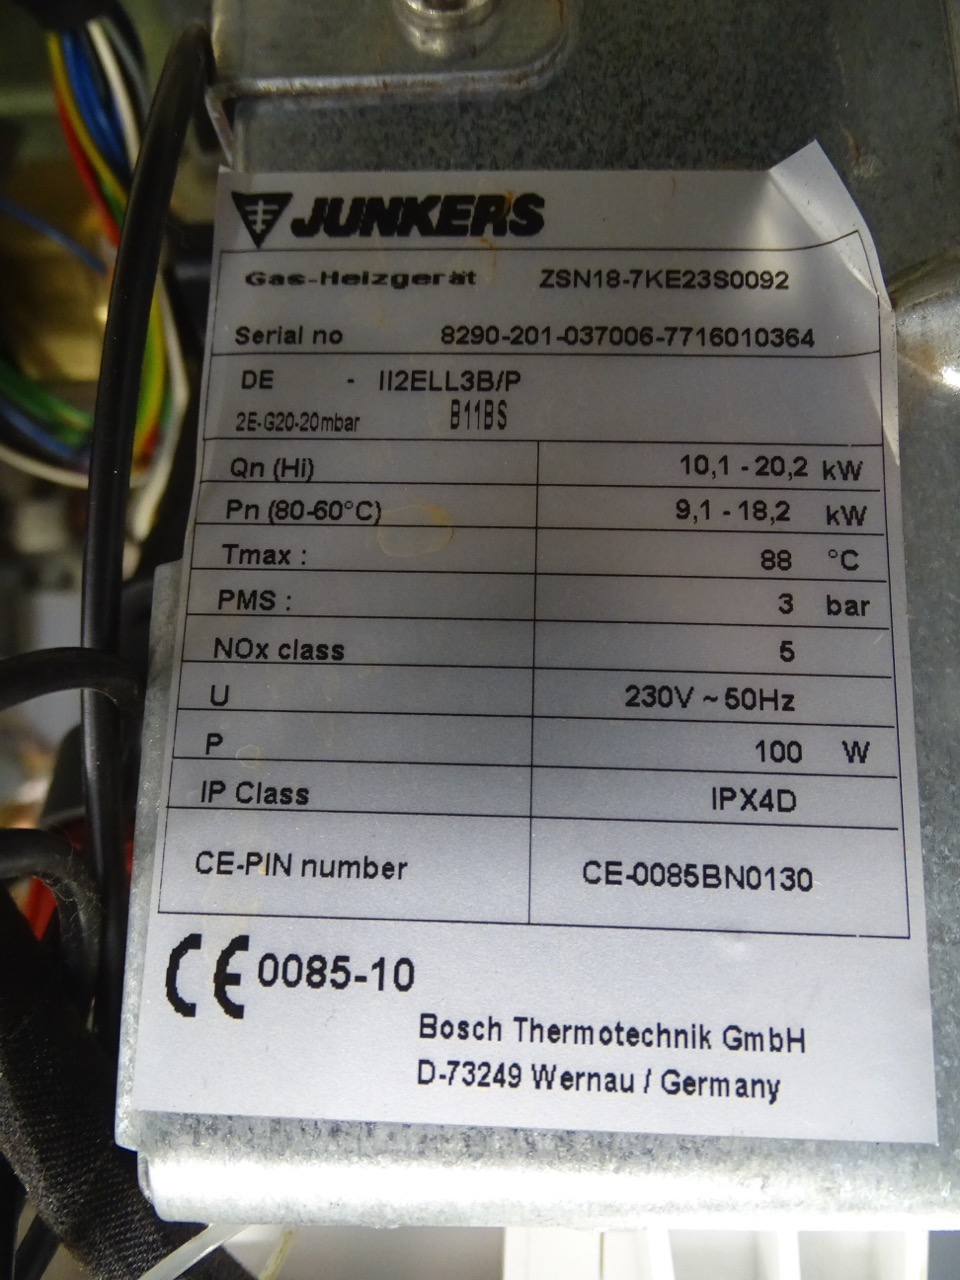 JUNKERS
Gas-Heizgerät ZSN18-7KE23S0092
Serial no 8290-201-037006-7716010364
DE - II2ELL3B/P
2E-G20-20mbar B11BS
Qn (Hi) 10,1 - 20,2 kW
Pn (80-60°C) 9,1 - 18,2 kW
Tmax : 88 °C
PMS : 3 bar
NOx class 5
U 230V ~ 50Hz
P 100 W
IP Class IPX4D
CE-PIN number CE-0085BN0130
CE 0085-10
Bosch Thermotechnik GmbH
D-73249 Wernau / Germany